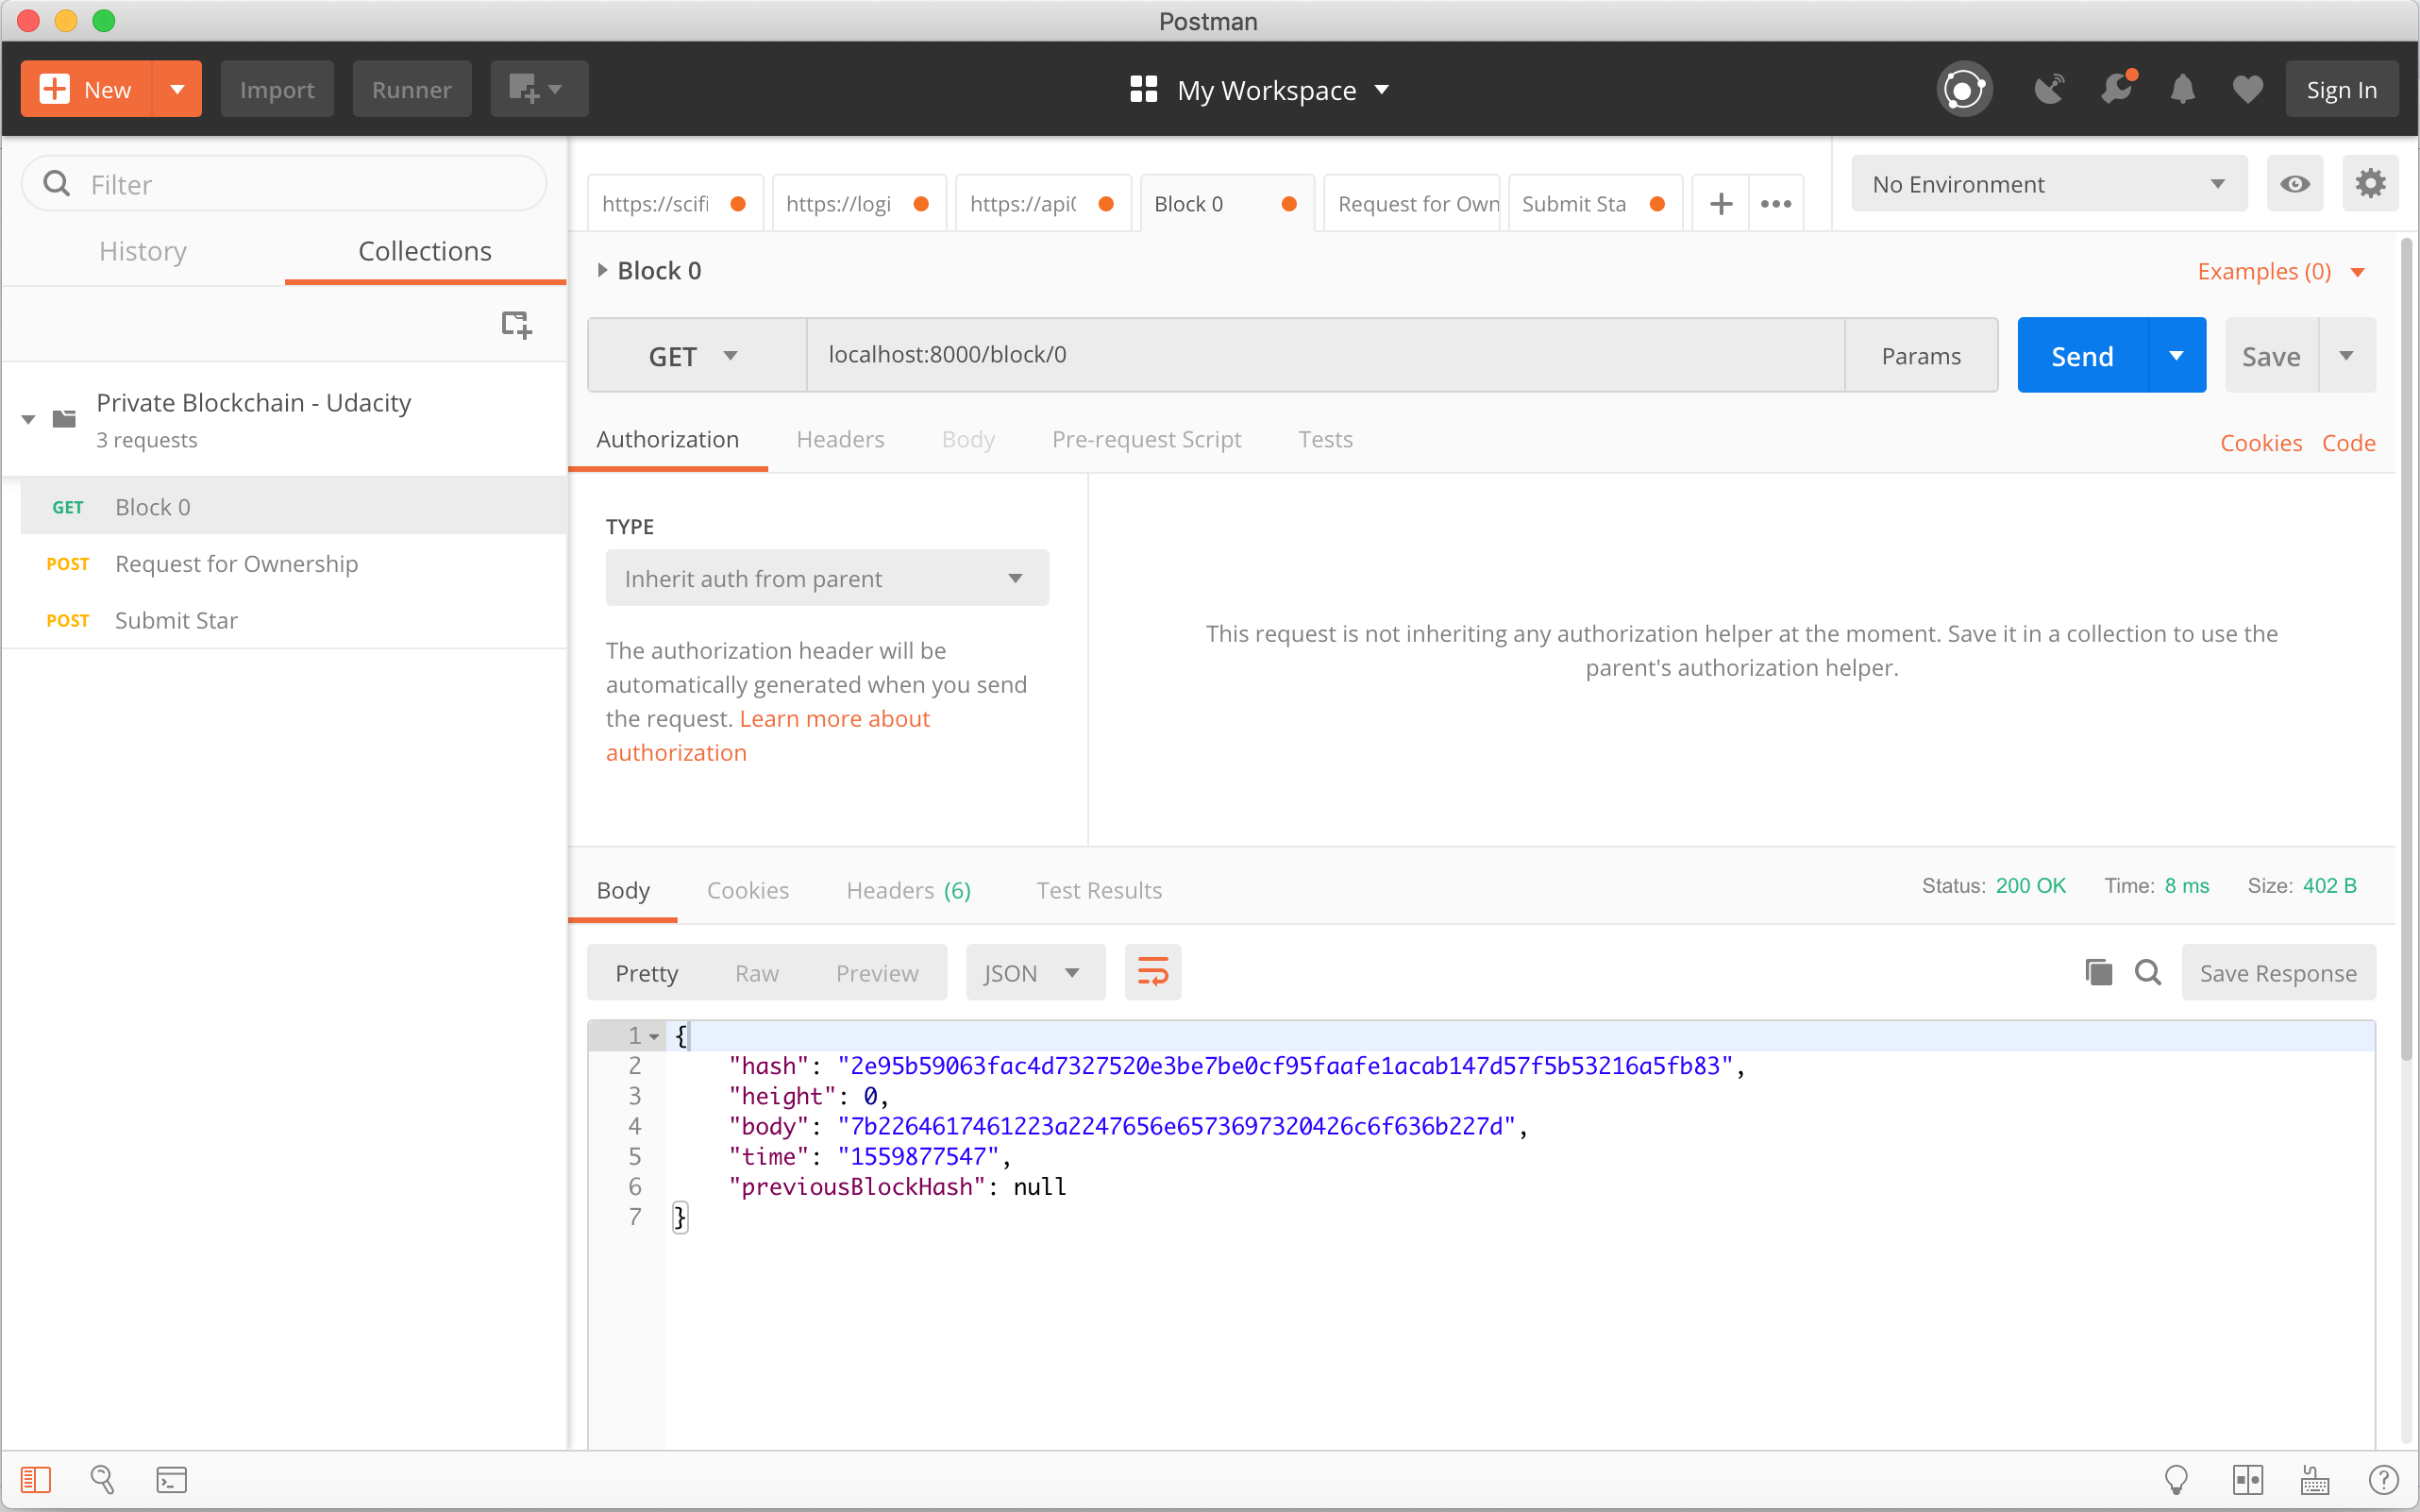 Postman
New
Import
Runner
My Workspace
Sign In
Filter
History
Collections
Private Blockchain - Udacity
3 requests
GET Block 0
POST Request for Ownership
POST Submit Star
https://scifi
https://logi
https://api
Block 0
Request for Own
Submit Sta
No Environment
Block 0
Examples (0)
GET
localhost:8000/block/0
Params
Send
Save
Authorization
Headers
Body
Pre-request Script
Tests
Cookies
Code
TYPE
Inherit auth from parent
The authorization header will be
automatically generated when you send
the request. Learn more about
authorization
This request is not inheriting any authorization helper at the moment. Save it in a collection to use the
parent's authorization helper.
Body
Cookies
Headers (6)
Test Results
Status: 200 OK
Time: 8 ms
Size: 402 B
Pretty
Raw
Preview
JSON
Save Response
1 {
2 "hash": "2e95b59063fac4d7327520e3be7be0cf95faafe1acab147d57f5b53216a5fb83",
3 "height": 0,
4 "body": "7b2264617461223a2247656e6573697320426c6f636b227d",
5 "time": "1559877547",
6 "previousBlockHash": null
7 }